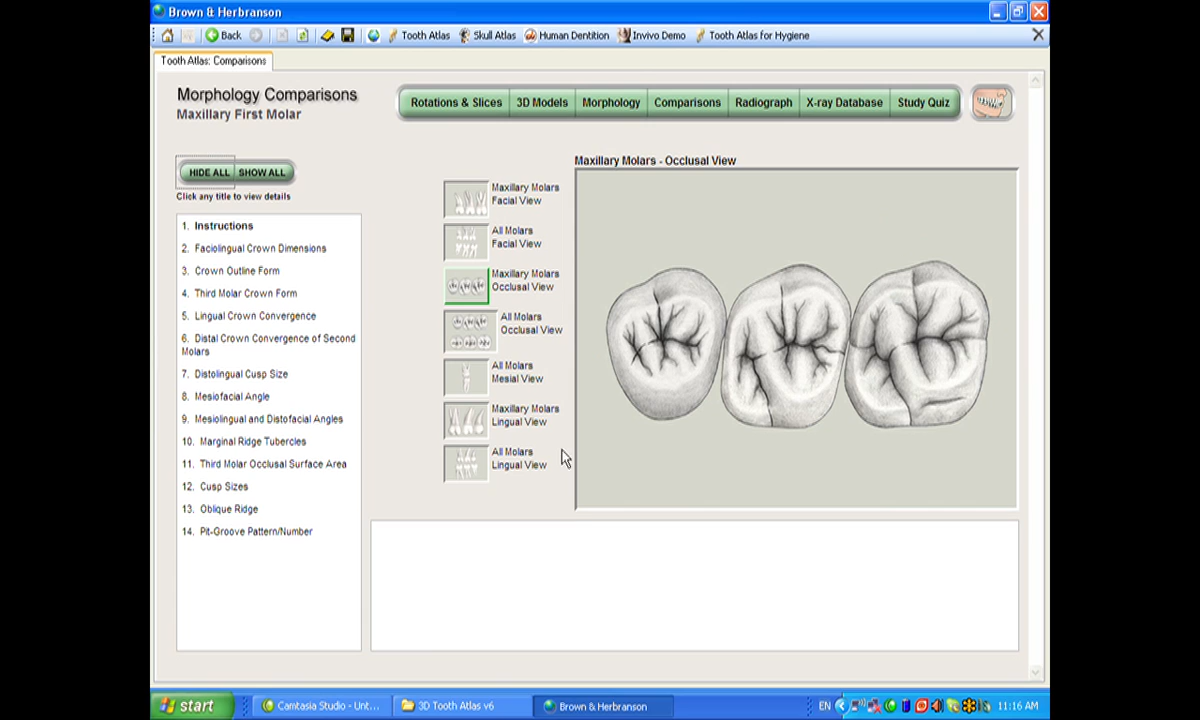 Brown & Herbranson
Back
Tooth Atlas
Skull Atlas
Human Dentition
Invivo Demo
Tooth Atlas for Hygiene
Tooth Atlas: Comparisons
Morphology Comparisons
Maxillary First Molar
Rotations & Slices
3D Models
Morphology
Comparisons
Radiograph
X-ray Database
Study Quiz
HIDE ALL
SHOW ALL
Click any title to view details
1. Instructions
2. Faciolingual Crown Dimensions
3. Crown Outline Form
4. Third Molar Crown Form
5. Lingual Crown Convergence
6. Distal Crown Convergence of Second
Molars
7. Distolingual Cusp Size
8. Mesiofacial Angle
9. Mesiolingual and Distofacial Angles
10. Marginal Ridge Tubercles
11. Third Molar Occlusal Surface Area
12. Cusp Sizes
13. Oblique Ridge
14. Pit-Groove Pattern/Number
Maxillary Molars
Facial View
All Molars
Facial View
Maxillary Molars
Occlusal View
All Molars
Occlusal View
All Molars
Mesial View
Maxillary Molars
Lingual View
All Molars
Lingual View
Maxillary Molars - Occlusal View
start
Camtasia Studio - Unt...
3D Tooth Atlas v6
Brown & Herbranson
EN
11:16 AM